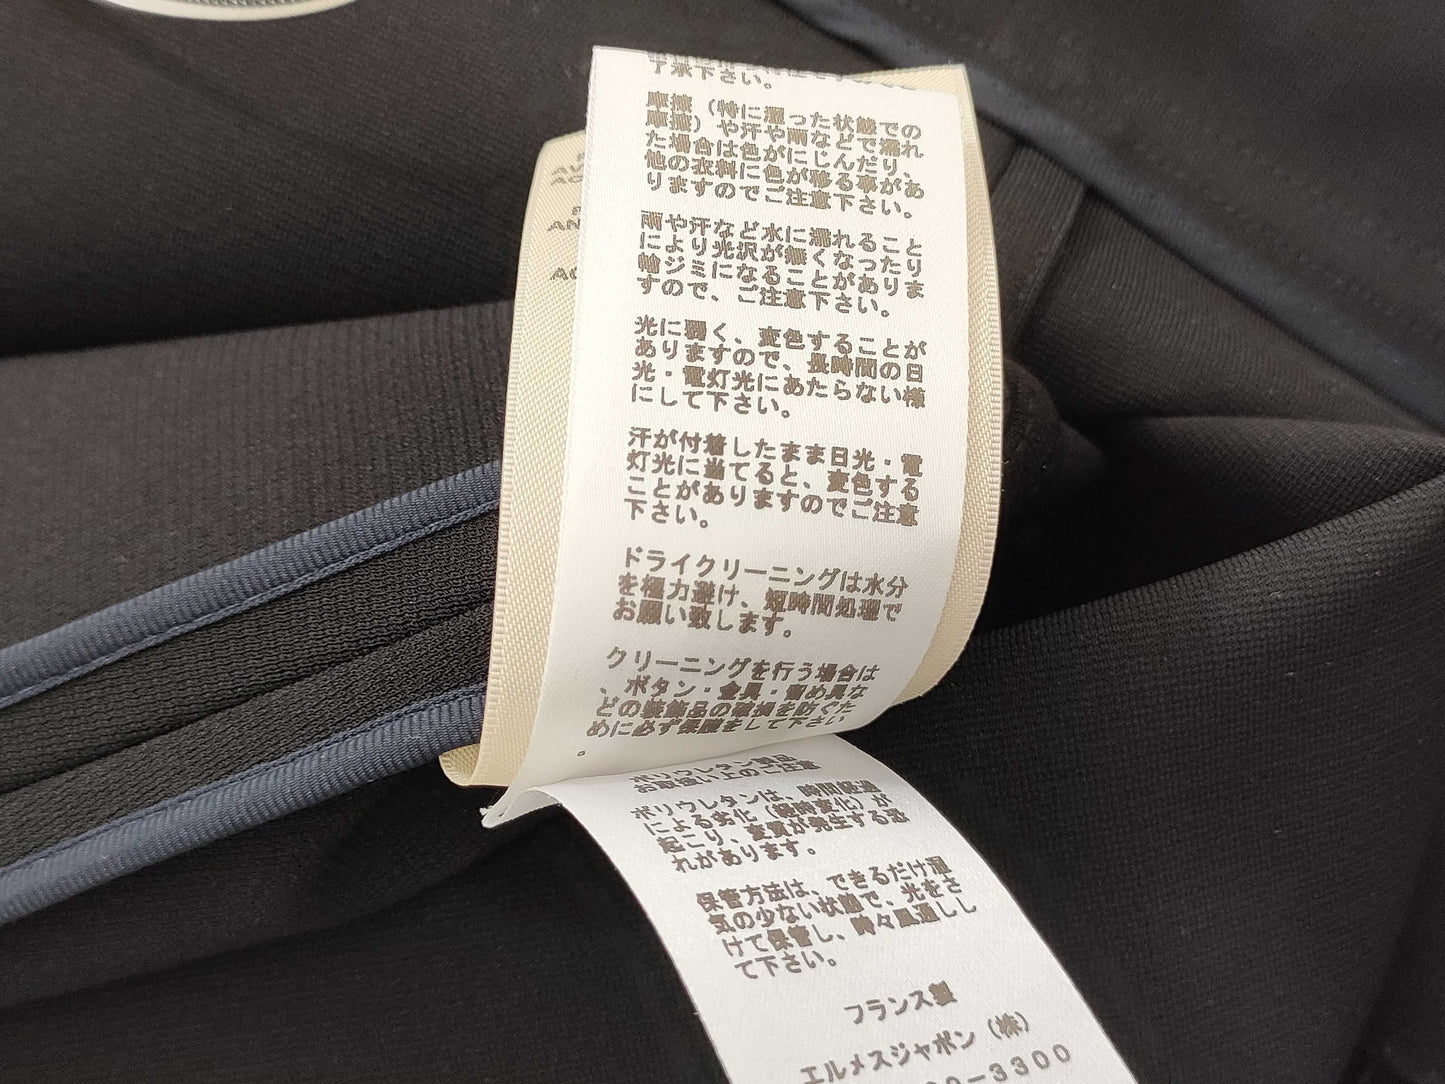 了承下さい。
摩擦（特に湿った状態での
摩擦）や汗や雨などで濡れ
た場合は色がにじんだり、
他の衣料に色が移る事があ
りますのでご注意下さい。
雨や汗など水に濡れること
により光沢が無くなったり
輪ジミになることがありま
すので、ご注意下さい。
光に弱く、変色することが
ありますので、長時間の日
光・電灯光にあたらない様
にして下さい。
汗が付着したまま日光・電
灯光に当てると、変色する
ことがありますのでご注意
下さい。
ドライクリーニングは水分
を極力避け、短時間処理で
お願い致します。
クリーニングを行う場合は
、ボタン・金具・留め具な
どの装飾品の破損を防ぐた
めに必ず保護をして下さい
。
ポリウレタン製品
お取扱い上のご注意
ポリウレタンは、時間経過
による劣化（経時変化）が
起こり、変質が発生する恐
れがあります。
保管方法は、できるだけ湿
気の少ない状態で、光をさ
けて保管し、時々風通しし
て下さい。
フランス製
エルメスジャポン（株）
00-3300